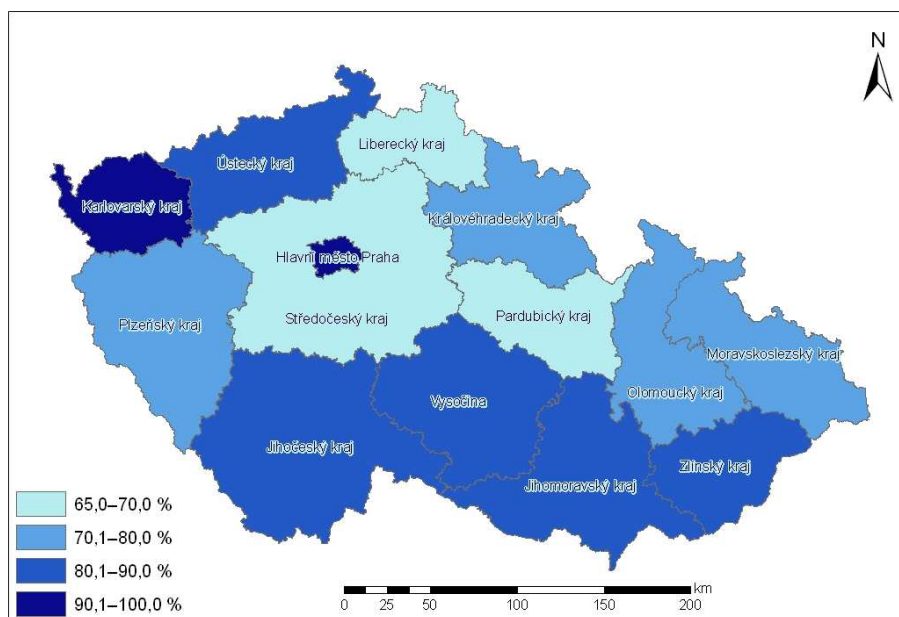 N
Liberecký kraj
Ústecký kraj
Karlovarský kraj
Královéhradecký kraj
Hlavní město Praha
Středočeský kraj
Pardubický kraj
Plzeňský kraj
Moravskoslezský kraj
Olomoucký kraj
Vysočina
Jihočeský kraj
Zlínský kraj
Jihomoravský kraj
65,0–70,0 %
70,1–80,0 %
80,1–90,0 %
90,1–100,0 %
km
0 25 50 100 150 200